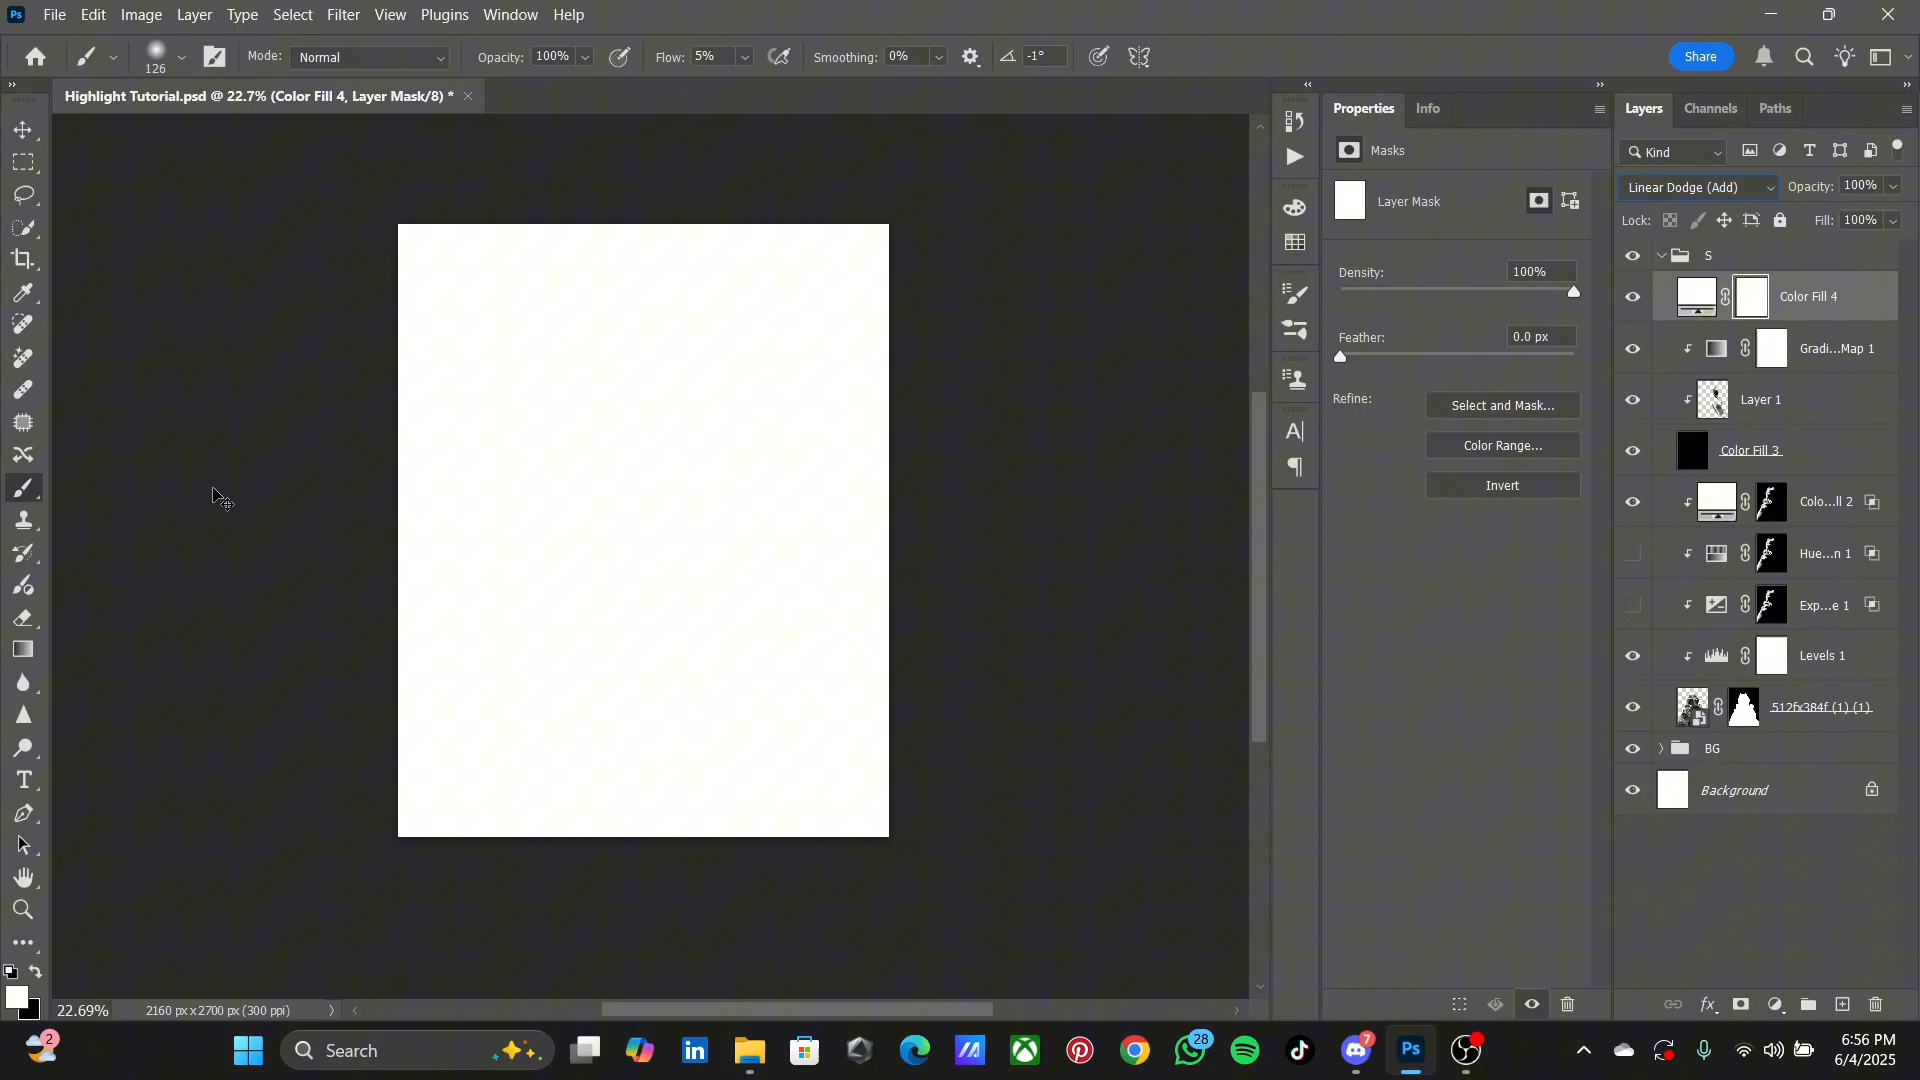 File Edit Image Layer Type Select Filter View Plugins Window Help
126 Mode: Normal Opacity: 100% Flow: 5% Smoothing: 0% -1° Share
Highlight Tutorial.psd @ 22.7% (Color Fill 4, Layer Mask/8) *
Properties Info
Layers Channels Paths
Masks
Kind
Linear Dodge (Add) Opacity: 100%
Layer Mask
Lock: Fill: 100%
S
Density: 100%
Color Fill 4
Feather: 0.0 px
Gradi...Map 1
Refine: Select and Mask...
Layer 1
Color Range...
Color Fill 3
Invert
Colo...ll 2
Hue...n 1
Exp...e 1
Levels 1
512fx384f (1) (1)
BG
Background
22.69% 2160 px x 2700 px (300 ppi)
2 Search 28 7 6:56 PM
6/4/2025